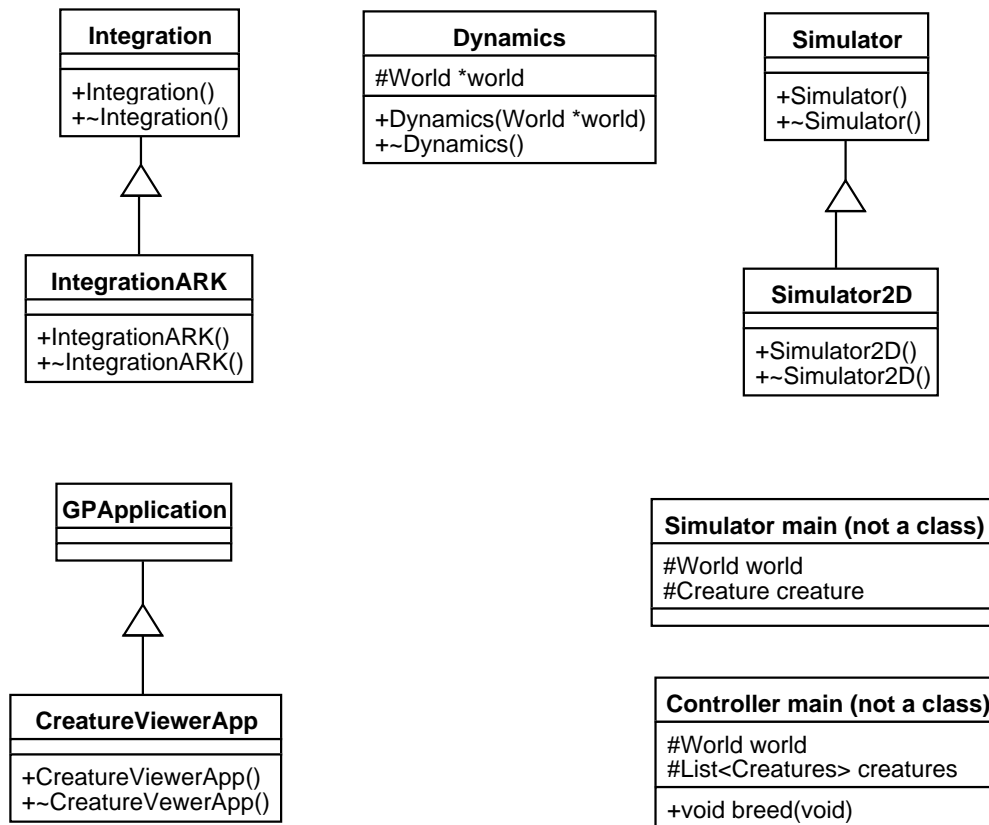 Integration
+Integration()
+~Integration()
Dynamics
#World *world
+Dynamics(World *world)
+~Dynamics()
Simulator
+Simulator()
+~Simulator()
IntegrationARK
+IntegrationARK()
+~IntegrationARK()
Simulator2D
+Simulator2D()
+~Simulator2D()
GPApplication
Simulator main (not a class)
#World world
#Creature creature
CreatureViewerApp
+CreatureViewerApp()
+~CreatureVewerApp()
Controller main (not a class)
#World world
#List<Creatures> creatures
+void breed(void)